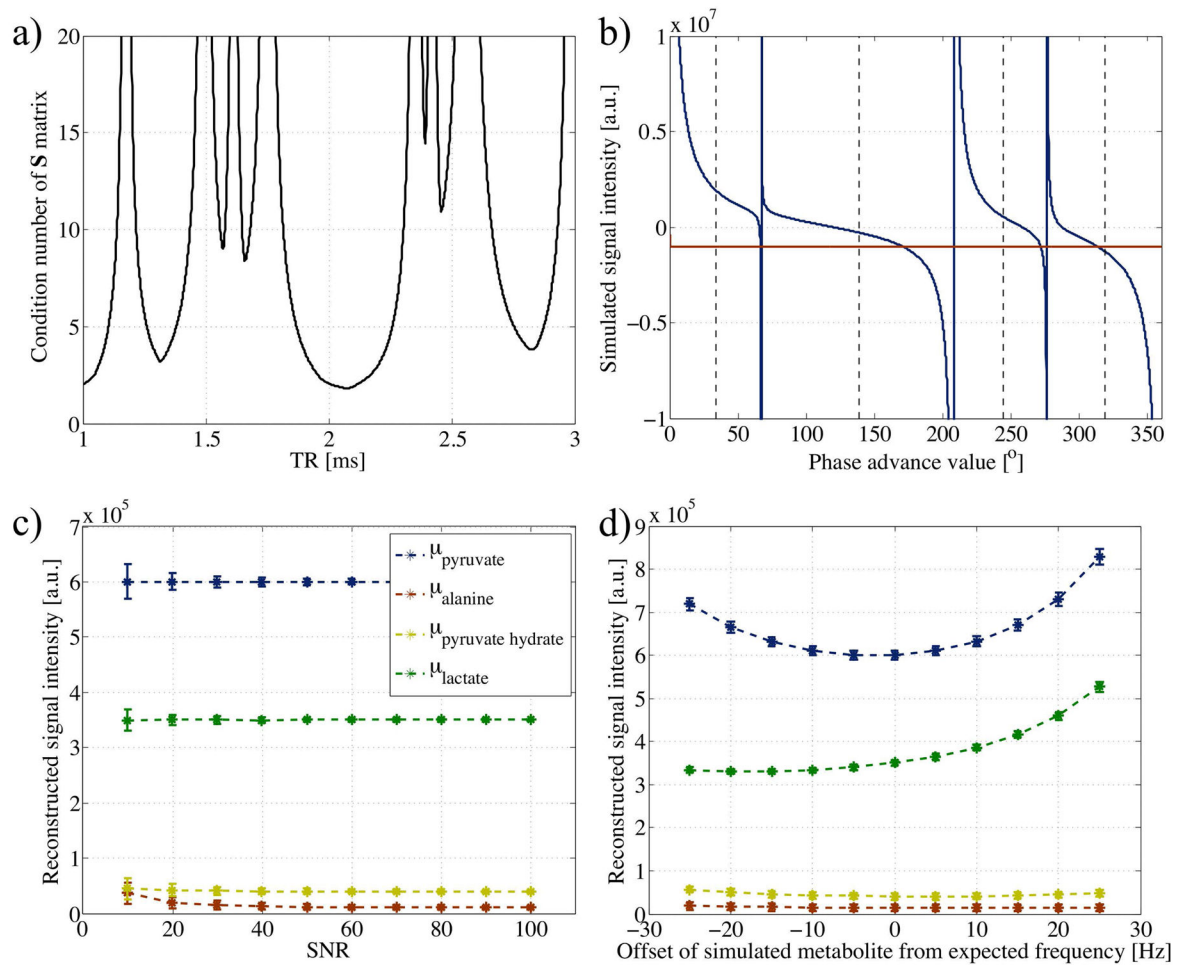 a)
20
15
10
5
0
Condition number of S matrix
1
1.5
2
2.5
3
TR [ms]
b)
x 10^7
1
0.5
0
−0.5
−1
Simulated signal intensity [a.u.]
0
50
100
150
200
250
300
350
Phase advance value [°]
c)
x 10^5
7
6
5
4
3
2
1
0
Reconstructed signal intensity [a.u.]
μ pyruvate
μ alanine
μ pyruvate hydrate
μ lactate
0
20
40
60
80
100
SNR
d)
x 10^5
9
8
7
6
5
4
3
2
1
0
Reconstructed signal intensity [a.u.]
−30
−20
−10
0
10
20
30
Offset of simulated metabolite from expected frequency [Hz]